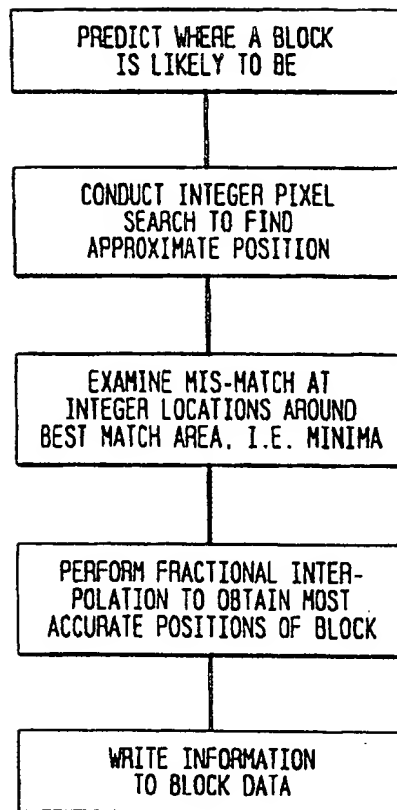 PREDICT WHERE A BLOCK
IS LIKELY TO BE
CONDUCT INTEGER PIXEL
SEARCH TO FIND
APPROXIMATE POSITION
EXAMINE MIS-MATCH AT
INTEGER LOCATIONS AROUND
BEST MATCH AREA. I.E. MINIMA
PERFORM FRACTIONAL INTER-
POLATION TO OBTAIN MOST
ACCURATE POSITIONS OF BLOCK
WRITE INFORMATION
TO BLOCK DATA